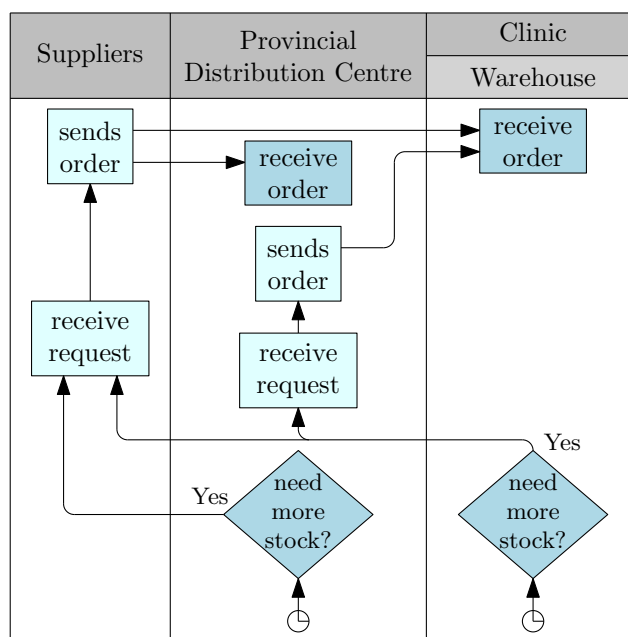 Suppliers
Provincial
Distribution Centre
Clinic
Warehouse
sends
order
receive
order
receive
order
sends
order
receive
request
receive
request
Yes
Yes
need
more
stock?
need
more
stock?